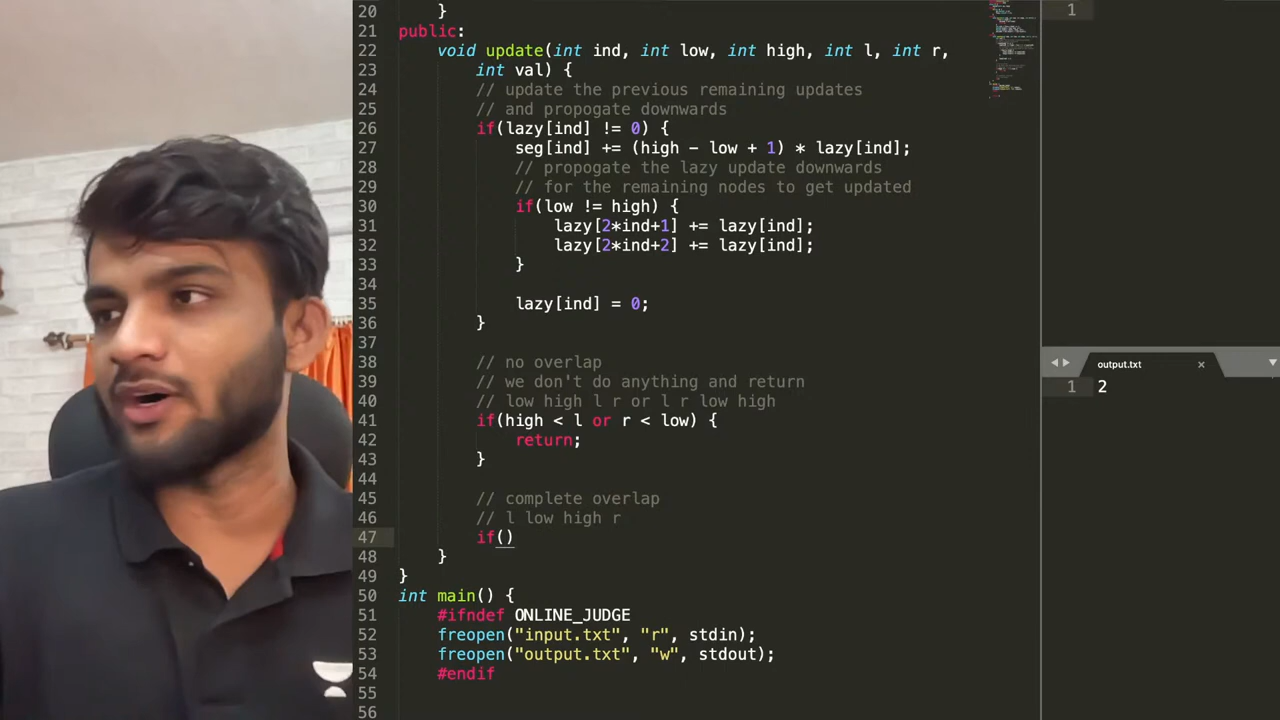 20 }
21 public:
22 void update(int ind, int low, int high, int l, int r,
23 int val) {
24 // update the previous remaining updates
25 // and propogate downwards
26 if(lazy[ind] != 0) {
27 seg[ind] += (high - low + 1) * lazy[ind];
28 // propogate the lazy update downwards
29 // for the remaining nodes to get updated
30 if(low != high) {
31 lazy[2*ind+1] += lazy[ind];
32 lazy[2*ind+2] += lazy[ind];
33 }
34
35 lazy[ind] = 0;
36 }
37
38 // no overlap
39 // we don't do anything and return
40 // low high l r or l r low high
41 if(high < l or r < low) {
42 return;
43 }
44
45 // complete overlap
46 // l low high r
47 if()
48 }
49 }
50 int main() {
51 #ifndef ONLINE_JUDGE
52 freopen("input.txt", "r", stdin);
53 freopen("output.txt", "w", stdout);
54 #endif
55
56
1
output.txt
1 2